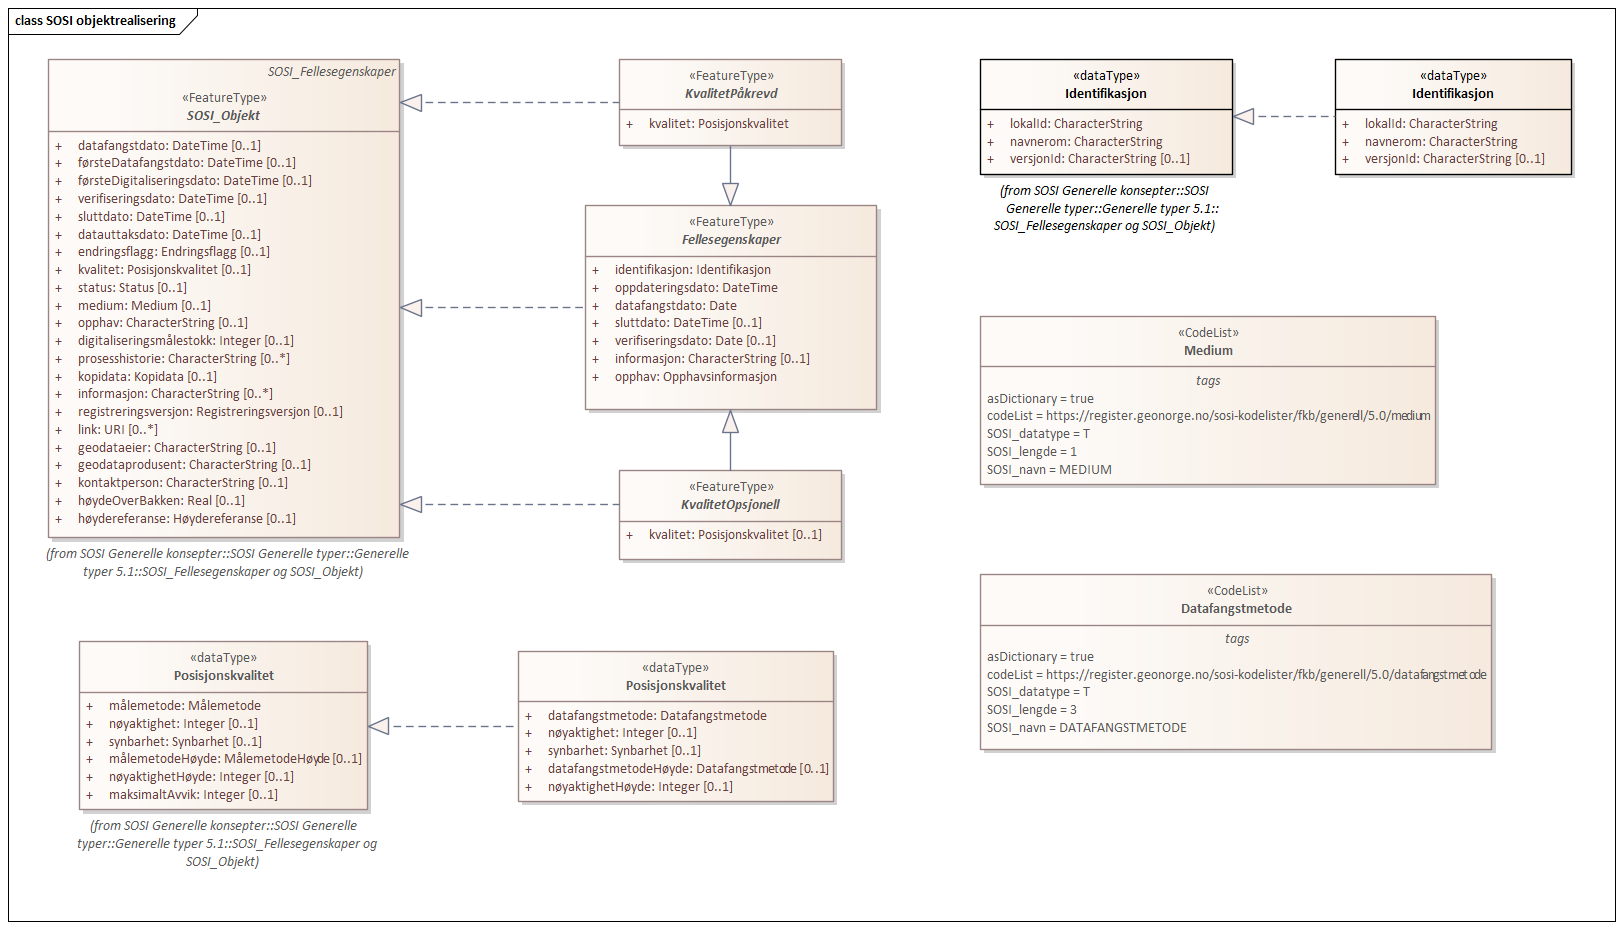 class SOSI objektrealisering
SOSI_Fellesegenskaper
«FeatureType»
SOSI_Objekt
+ datafangstdato: DateTime [0..1]
+ førsteDatafangstdato: DateTime [0..1]
+ førsteDigitaliseringsdato: DateTime [0..1]
+ verifiseringsdato: DateTime [0..1]
+ sluttdato: DateTime [0..1]
+ datauttaksdato: DateTime [0..1]
+ endringsflagg: Endringsflagg [0..1]
+ kvalitet: Posisjonskvalitet [0..1]
+ status: Status [0..1]
+ medium: Medium [0..1]
+ opphav: CharacterString [0..1]
+ digitaliseringsmålestokk: Integer [0..1]
+ prosesshistorie: CharacterString [0..*]
+ kopidata: Kopidata [0..1]
+ informasjon: CharacterString [0..*]
+ registreringsversjon: Registreringsversjon [0..1]
+ link: URI [0..*]
+ geodataeier: CharacterString [0..1]
+ geodataprodusent: CharacterString [0..1]
+ kontaktperson: CharacterString [0..1]
+ høydeOverBakken: Real [0..1]
+ høydereferanse: Høydereferanse [0..1]
(from SOSI Generelle konsepter::SOSI Generelle typer::Generelle
typer 5.1::SOSI_Fellesegenskaper og SOSI_Objekt)
«FeatureType»
KvalitetPåkrevd
+ kvalitet: Posisjonskvalitet
«FeatureType»
Fellesegenskaper
+ identifikasjon: Identifikasjon
+ oppdateringsdato: DateTime
+ datafangstdato: Date
+ sluttdato: DateTime [0..1]
+ verifiseringsdato: Date [0..1]
+ informasjon: CharacterString [0..1]
+ opphav: Opphavsinformasjon
«FeatureType»
KvalitetOpsjonell
+ kvalitet: Posisjonskvalitet [0..1]
«dataType»
Identifikasjon
+ lokalId: CharacterString
+ navnerom: CharacterString
+ versjonId: CharacterString [0..1]
(from SOSI Generelle konsepter::SOSI
Generelle typer::Generelle typer 5.1::
SOSI_Fellesegenskaper og SOSI_Objekt)
«dataType»
Identifikasjon
+ lokalId: CharacterString
+ navnerom: CharacterString
+ versjonId: CharacterString [0..1]
«CodeList»
Medium
tags
asDictionary = true
codeList = https://register.geonorge.no/sosi-kodelister/fkb/generell/5.0/medium
SOSI_datatype = T
SOSI_lengde = 1
SOSI_navn = MEDIUM
«CodeList»
Datafangstmetode
tags
asDictionary = true
codeList = https://register.geonorge.no/sosi-kodelister/fkb/generell/5.0/datafangstmetode
SOSI_datatype = T
SOSI_lengde = 3
SOSI_navn = DATAFANGSTMETODE
«dataType»
Posisjonskvalitet
+ målemetode: Målemetode
+ nøyaktighet: Integer [0..1]
+ synbarhet: Synbarhet [0..1]
+ målemetodeHøyde: MålemetodeHøyde [0..1]
+ nøyaktighetHøyde: Integer [0..1]
+ maksimaltAvvik: Integer [0..1]
(from SOSI Generelle konsepter::SOSI Generelle
typer::Generelle typer 5.1::SOSI_Fellesegenskaper og
SOSI_Objekt)
«dataType»
Posisjonskvalitet
+ datafangstmetode: Datafangstmetode
+ nøyaktighet: Integer [0..1]
+ synbarhet: Synbarhet [0..1]
+ datafangstmetodeHøyde: Datafangstmetode [0..1]
+ nøyaktighetHøyde: Integer [0..1]